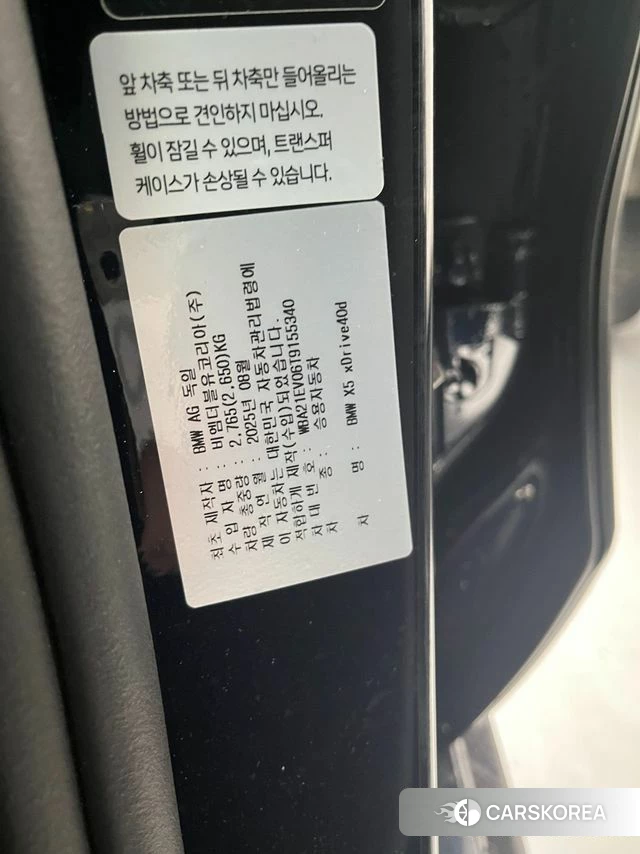 앞 차축 또는 뒤 차축만 들어올리는
방법으로 견인하지 마십시오.
휠이 잠길 수 있으며, 트랜스퍼
케이스가 손상될 수 있습니다.
최초 제작자 : BMW AG 독일
수 입 자 명 : 비엠더블유코리아(주)
차량 총중량 : 2,765(2,650)KG
제 작 연 월 : 2025년 08월
이 자동차는 대한민국 자동차관리법령에
적합하게 제작(수입)되었습니다.
차 대 번 호 : WBA21EV06T9155340
차 종 : 승용자동차
차 명 : BMW X5 xDrive40d
CARSKOREA